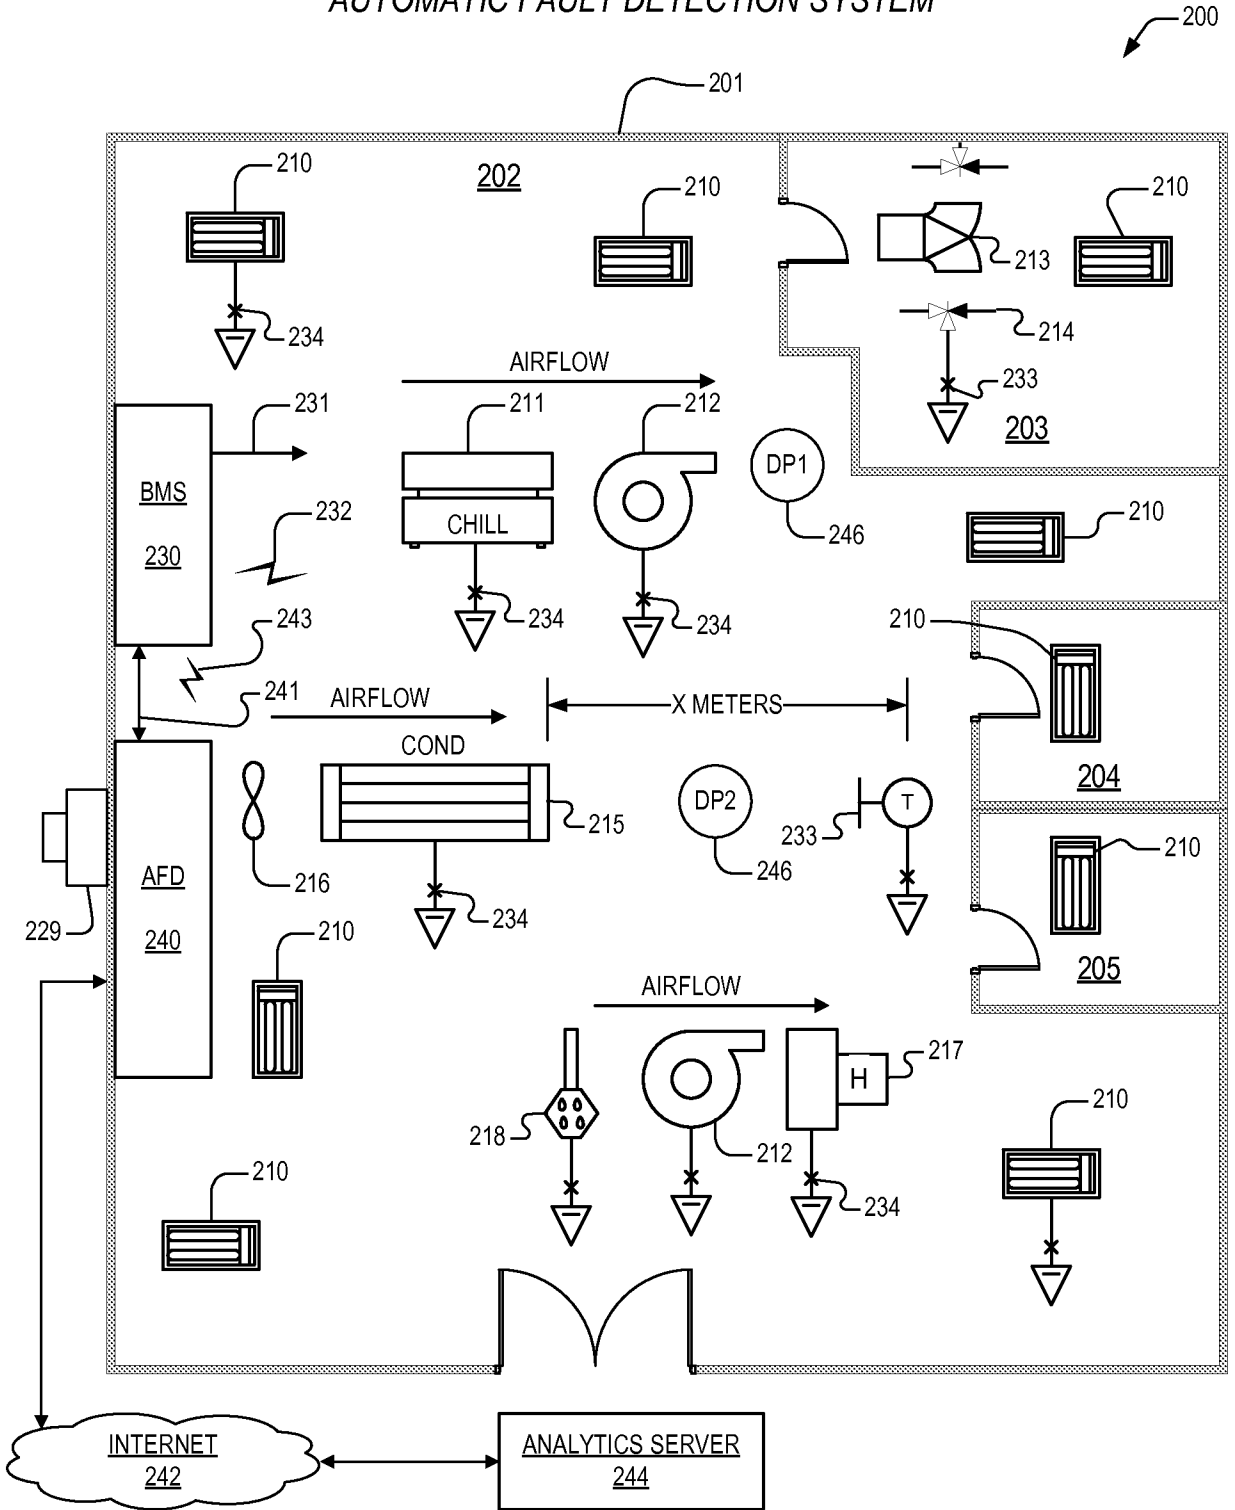 AUTOMATIC FAULT DETECTION SYSTEM
200
201
210
202
210
210
213
234
214
AIRFLOW
233
231
211
212
203
BMS
DP1
230
232
CHILL
246
210
243
234
234
210
241
AIRFLOW
X METERS
COND
204
DP2
T
215
233
210
AFD
216
246
229
240
210
234
205
AIRFLOW
217
H
210
218
212
210
234
INTERNET
242
ANALYTICS SERVER
244